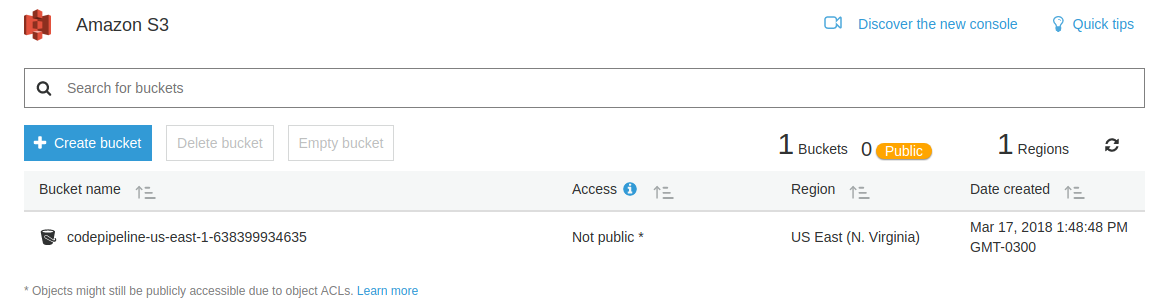 Amazon S3 Discover the new console Quick tips
Search for buckets
Create bucket Delete bucket Empty bucket 1 Buckets 0 Public 1 Regions
Bucket name Access Region Date created
codepipeline-us-east-1-638399934635 Not public * US East (N. Virginia) Mar 17, 2018 1:48:48 PM
GMT-0300
* Objects might still be publicly accessible due to object ACLs. Learn more